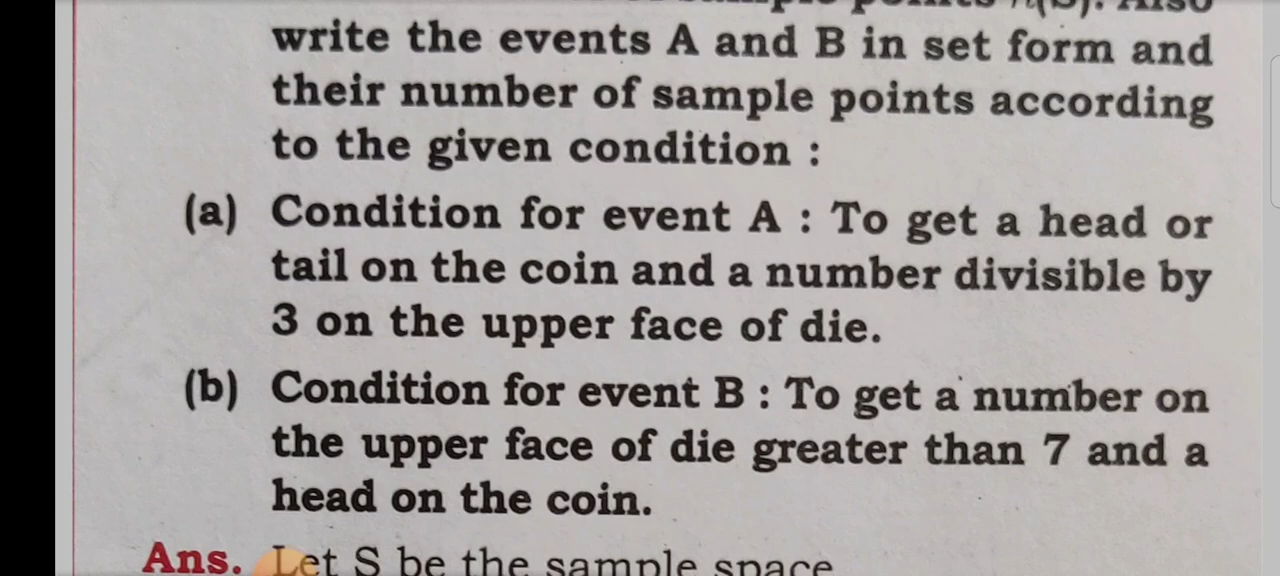 write the events A and B in set form and
their number of sample points according
to the given condition :
(a) Condition for event A : To get a head or
tail on the coin and a number divisible by
3 on the upper face of die.
(b) Condition for event B : To get a number on
the upper face of die greater than 7 and a
head on the coin.
Ans. Let S be the sample space